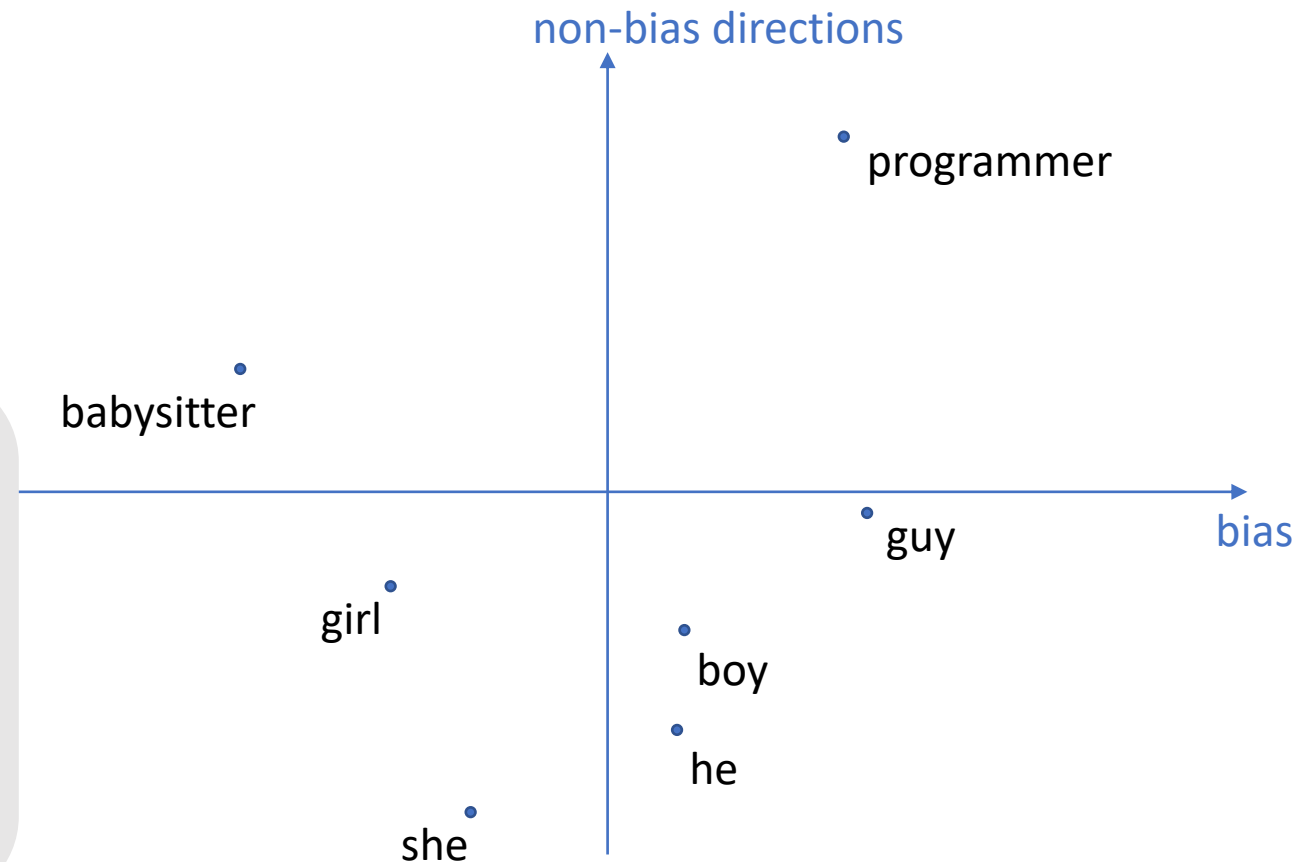 non-bias directions
programmer
babysitter
guy
bias
girl
boy
he
she